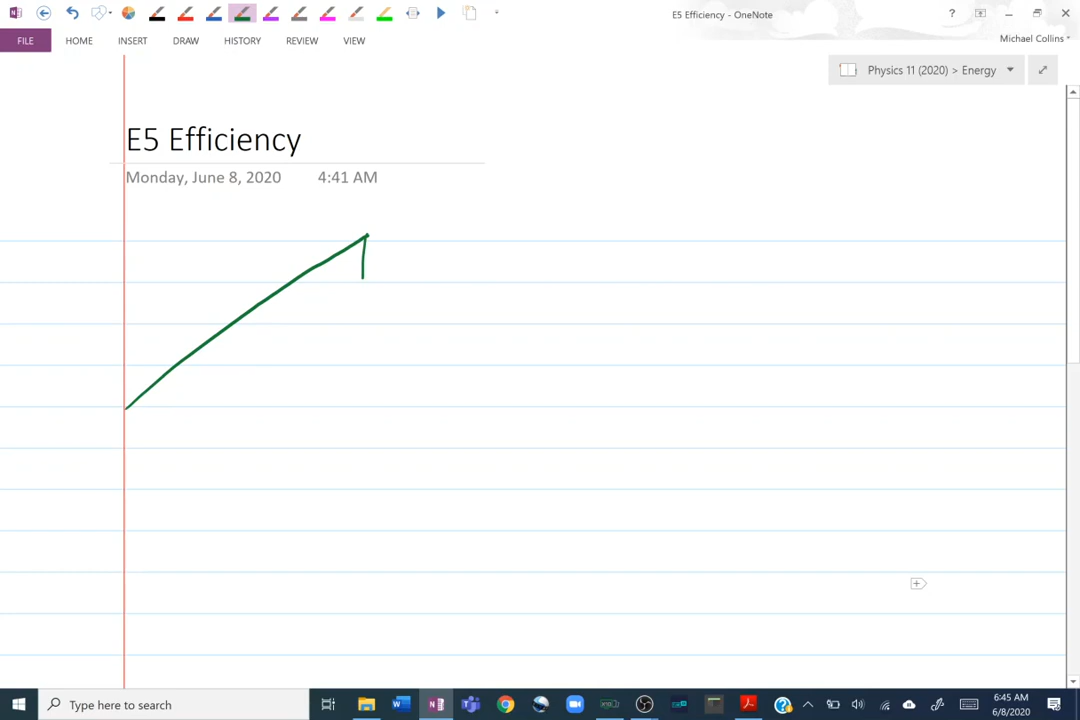 E5 Efficiency - OneNote
?
FILE HOME INSERT DRAW HISTORY REVIEW VIEW
Michael Collins
Physics 11 (2020) > Energy
E5 Efficiency
Monday, June 8, 2020 4:41 AM
Type here to search
6:45 AM
6/8/2020